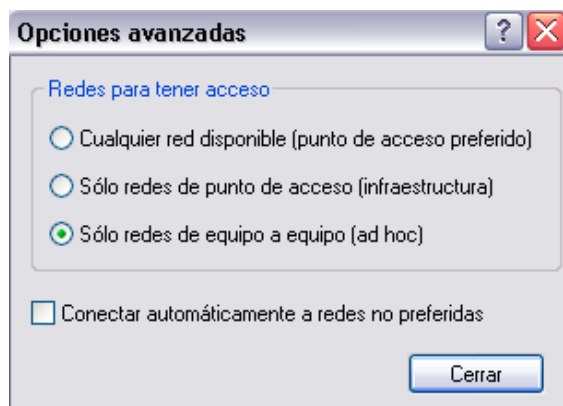 Opciones avanzadas
?
Redes para tener acceso
Cualquier red disponible (punto de acceso preferido)
Sólo redes de punto de acceso (infraestructura)
Sólo redes de equipo a equipo (ad hoc)
Conectar automáticamente a redes no preferidas
Cerrar